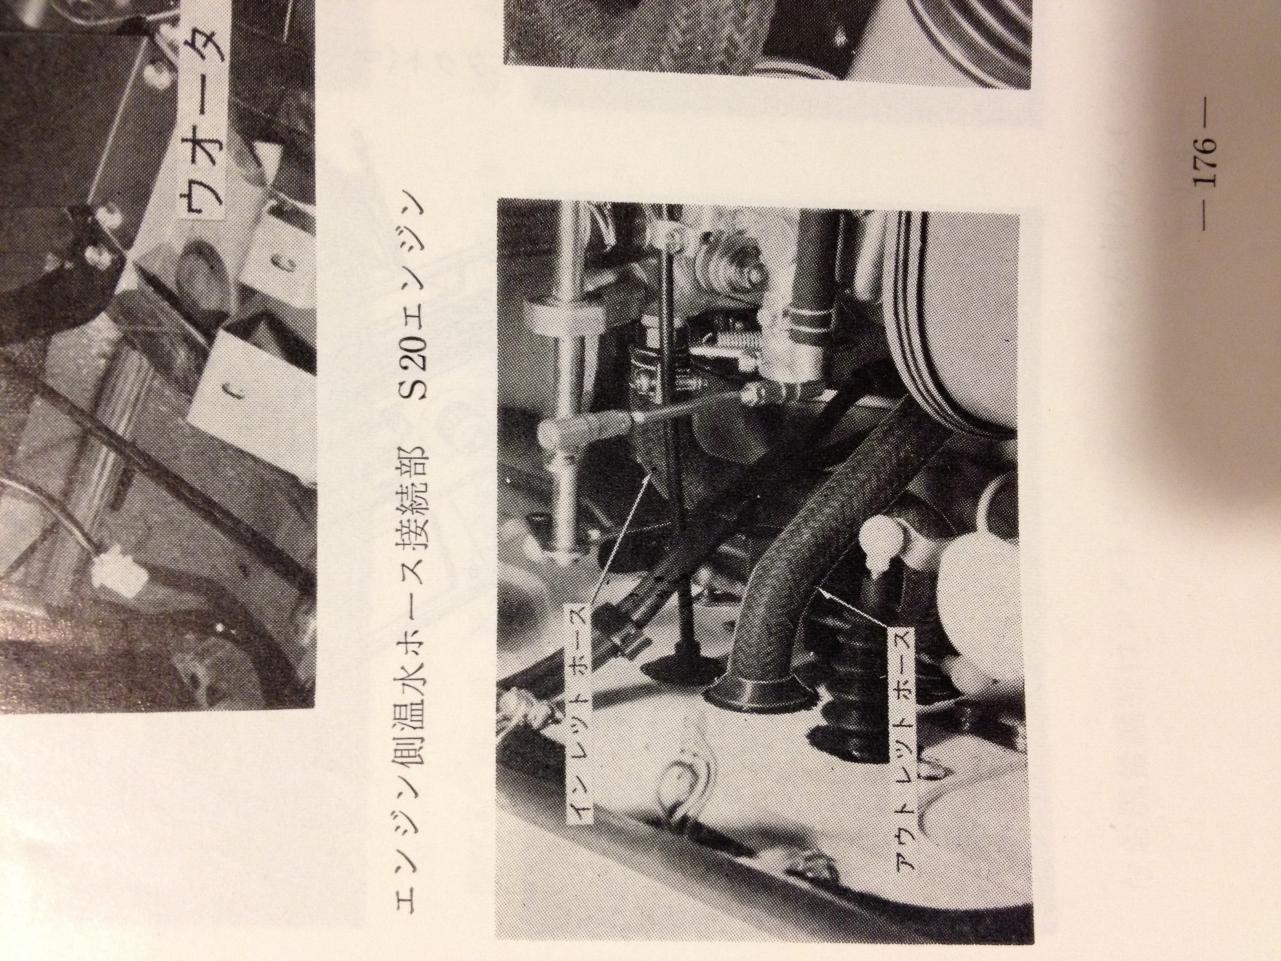 ウオータ
エンジン側温水ホース接続部 S20エンジン
インレット ホース
アウトレット ホース
— 176 —